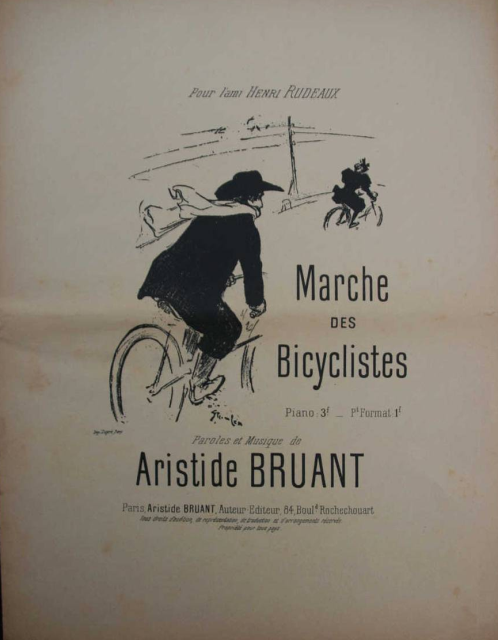 Pour l'ami HENRI RUDEAUX
Marche
DES
Bicyclistes
Piano: 3f _ Pt Format 1f
Steinlen
Paroles et Musique de
Aristide BRUANT
Paris, Aristide BRUANT, Auteur-Editeur, 84, Bould Rochechouart
Tous droits d'édition, de représentation, de traduction et d'arrangements réservés.
Propriété pour tous pays.